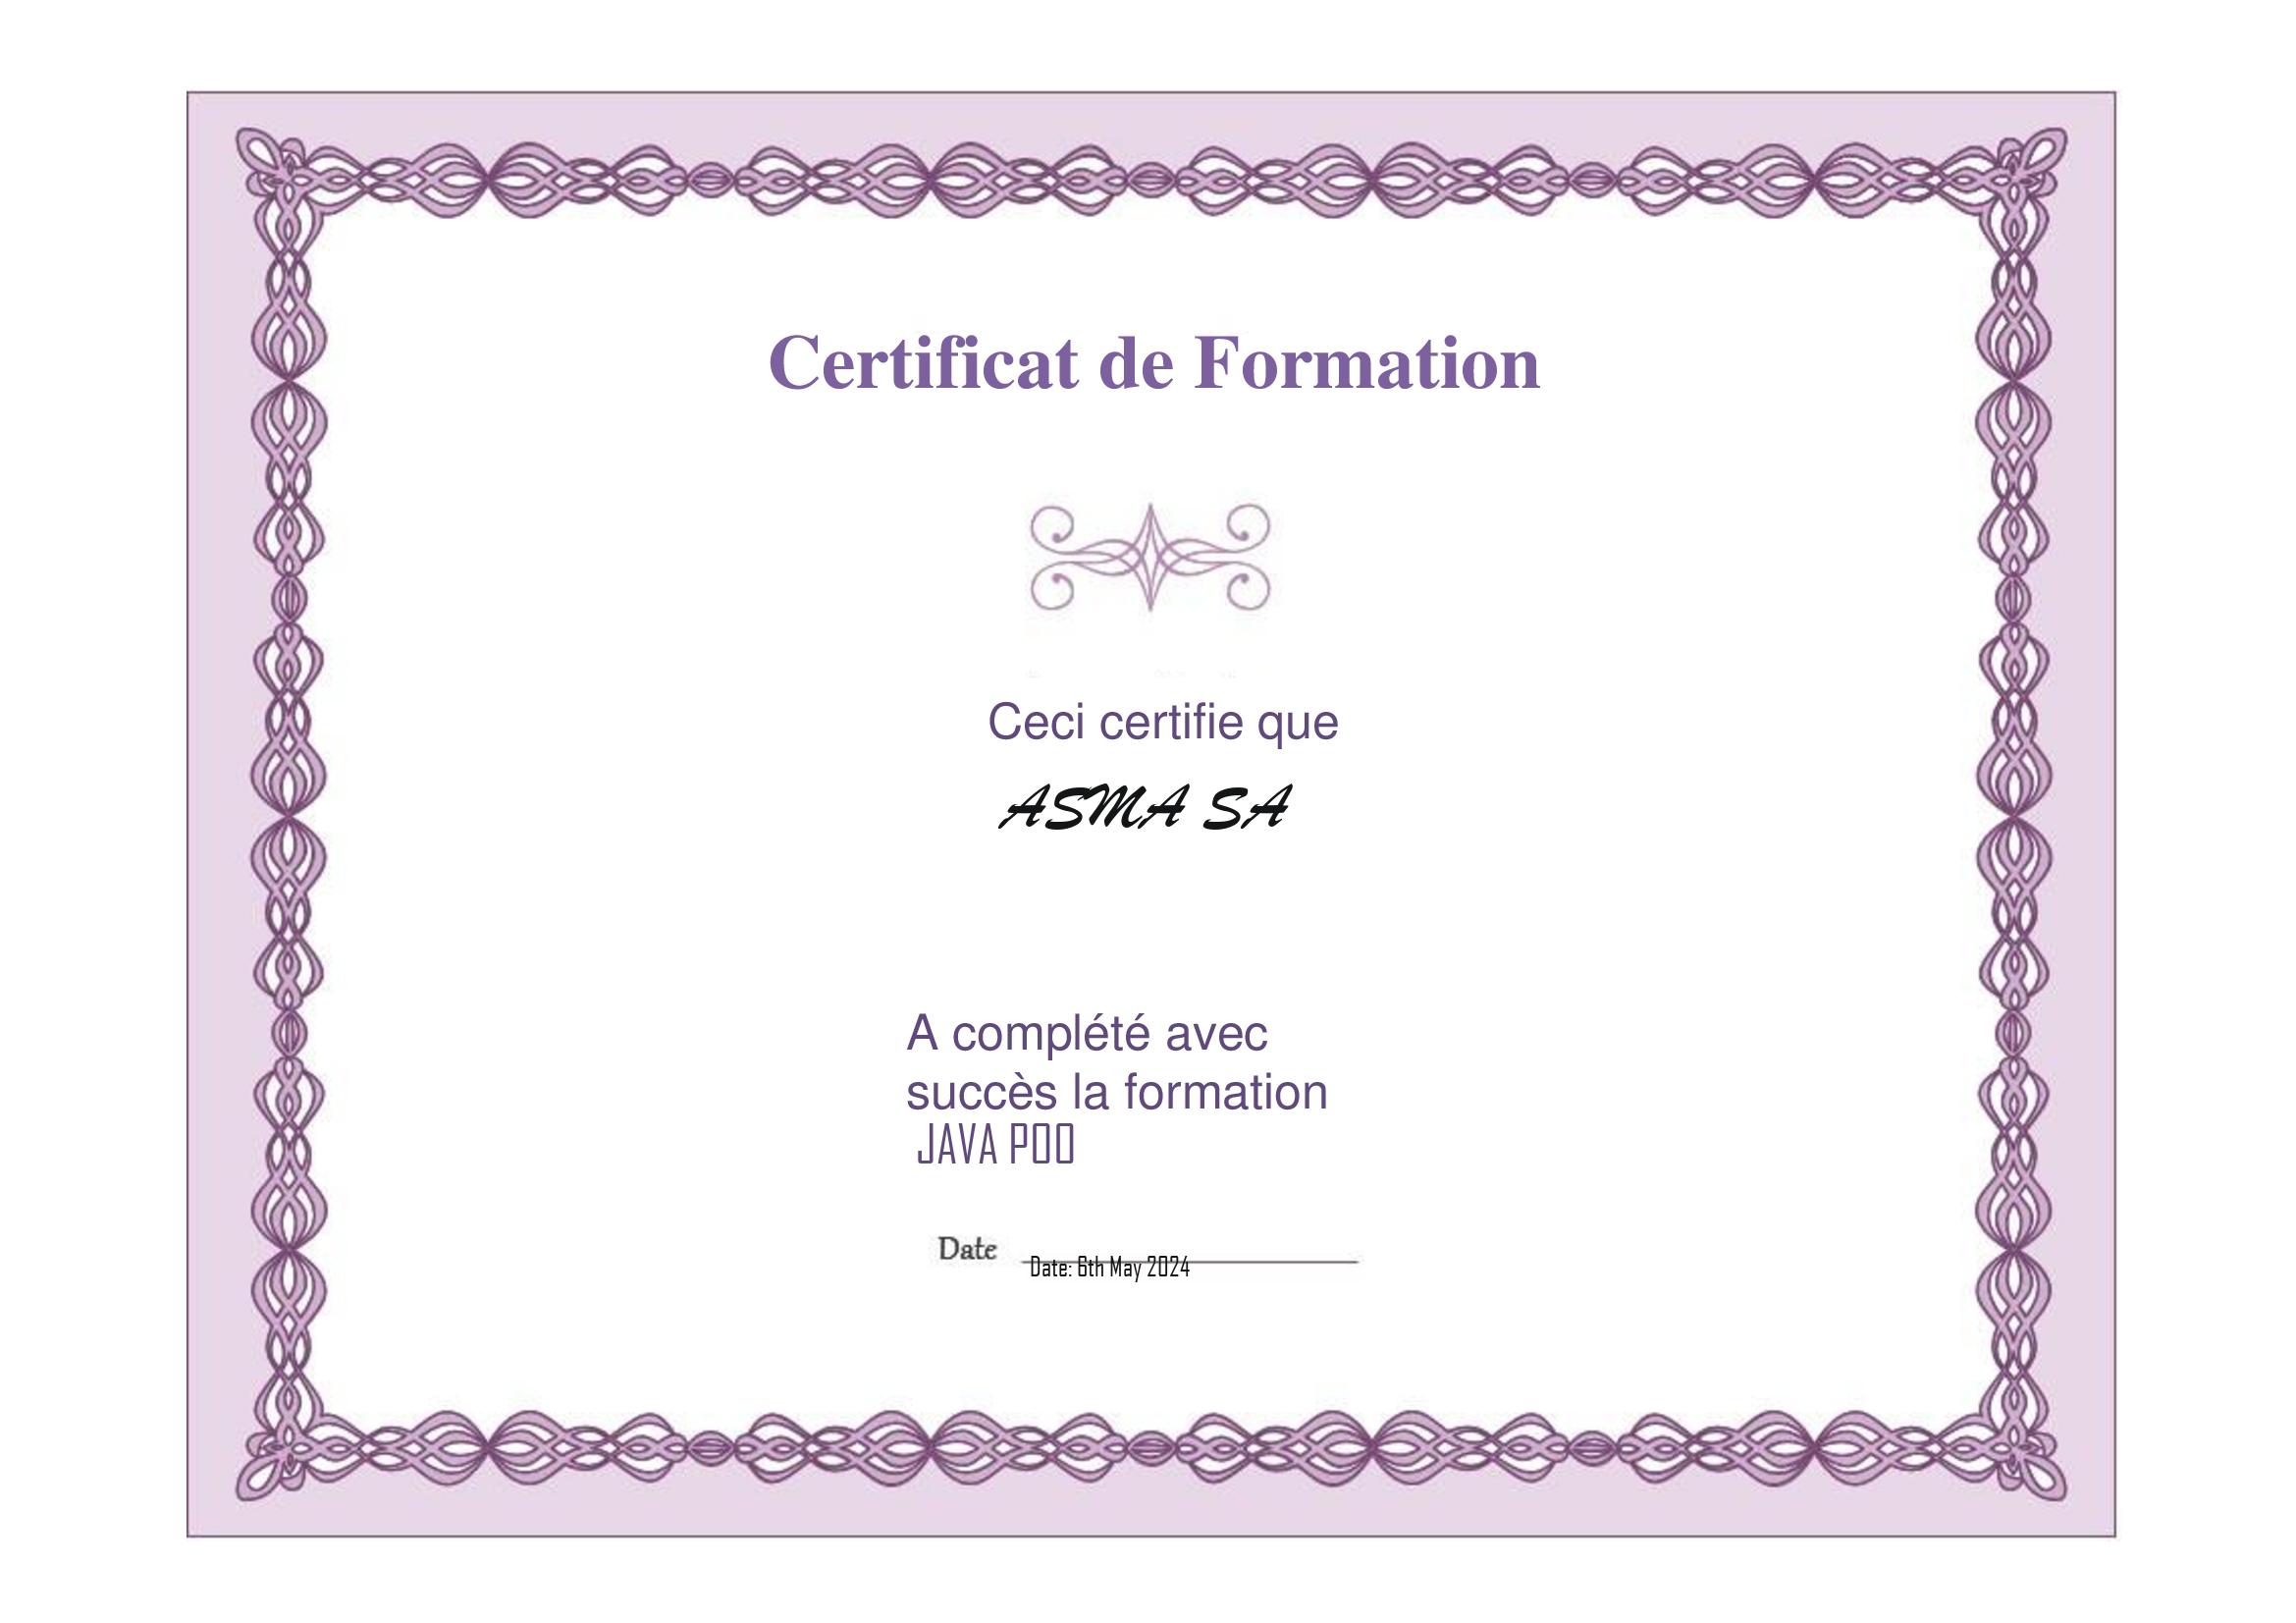 Certificat de Formation
Ceci certifie que
ASMA SA
A complété avec
succès la formation
JAVA POO
Date
Date: 6th May 2024